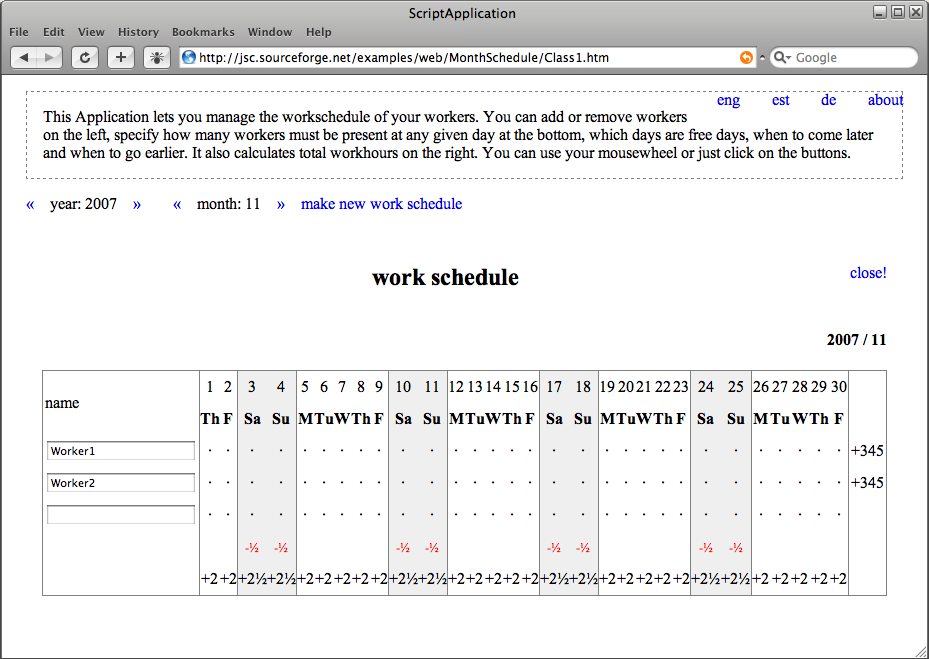 ScriptApplication
File Edit View History Bookmarks Window Help
http://jsc.sourceforge.net/examples/web/MonthSchedule/Class1.htm Google
eng est de about
This Application lets you manage the workschedule of your workers. You can add or remove workers
on the left, specify how many workers must be present at any given day at the bottom, which days are free days, when to come later
and when to go earlier. It also calculates total workhours on the right. You can use your mousewheel or just click on the buttons.
« year: 2007 » « month: 11 » make new work schedule
work schedule close!
2007 / 11
1 2 3 4 5 6 7 8 9 10 11 12 13 14 15 16 17 18 19 20 21 22 23 24 25 26 27 28 29 30
name
Th F Sa Su M Tu W Th F Sa Su M Tu W Th F Sa Su M Tu W Th F Sa Su M Tu W Th F
Worker1 · · · · · · · · · · · · · · · · · · · · · · · · · · · · · · +345
Worker2 · · · · · · · · · · · · · · · · · · · · · · · · · · · · · · +345
· · · · · · · · · · · · · · · · · · · · · · · · · · · · · ·
-½ -½ -½ -½ -½ -½ -½ -½
+2 +2 +2½ +2½ +2 +2 +2 +2 +2 +2½ +2½ +2 +2 +2 +2 +2 +2½ +2½ +2 +2 +2 +2 +2 +2½ +2½ +2 +2 +2 +2 +2